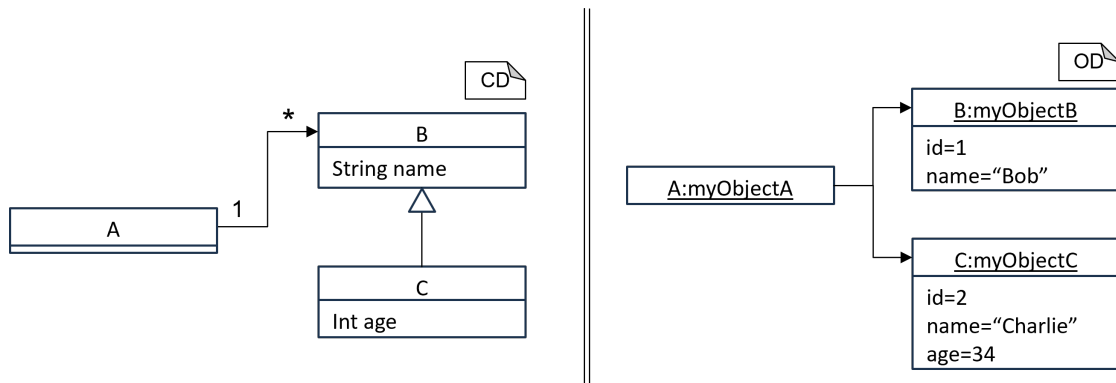 CD
*
B
String name
1
A
C
Int age
OD
B:myObjectB
id=1
name=“Bob”
A:myObjectA
C:myObjectC
id=2
name=“Charlie”
age=34